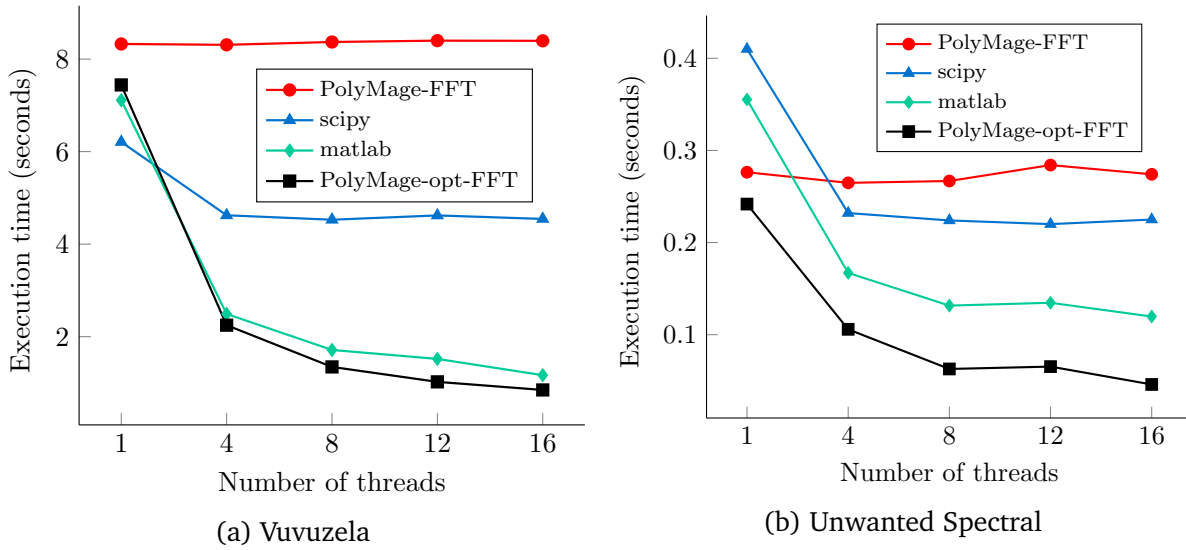 8
6
4
2
Execution time (seconds)
PolyMage-FFT
scipy
matlab
PolyMage-opt-FFT
1 4 8 12 16
Number of threads
(a) Vuvuzela
0.4
0.3
0.2
0.1
Execution time (seconds)
PolyMage-FFT
scipy
matlab
PolyMage-opt-FFT
1 4 8 12 16
Number of threads
(b) Unwanted Spectral